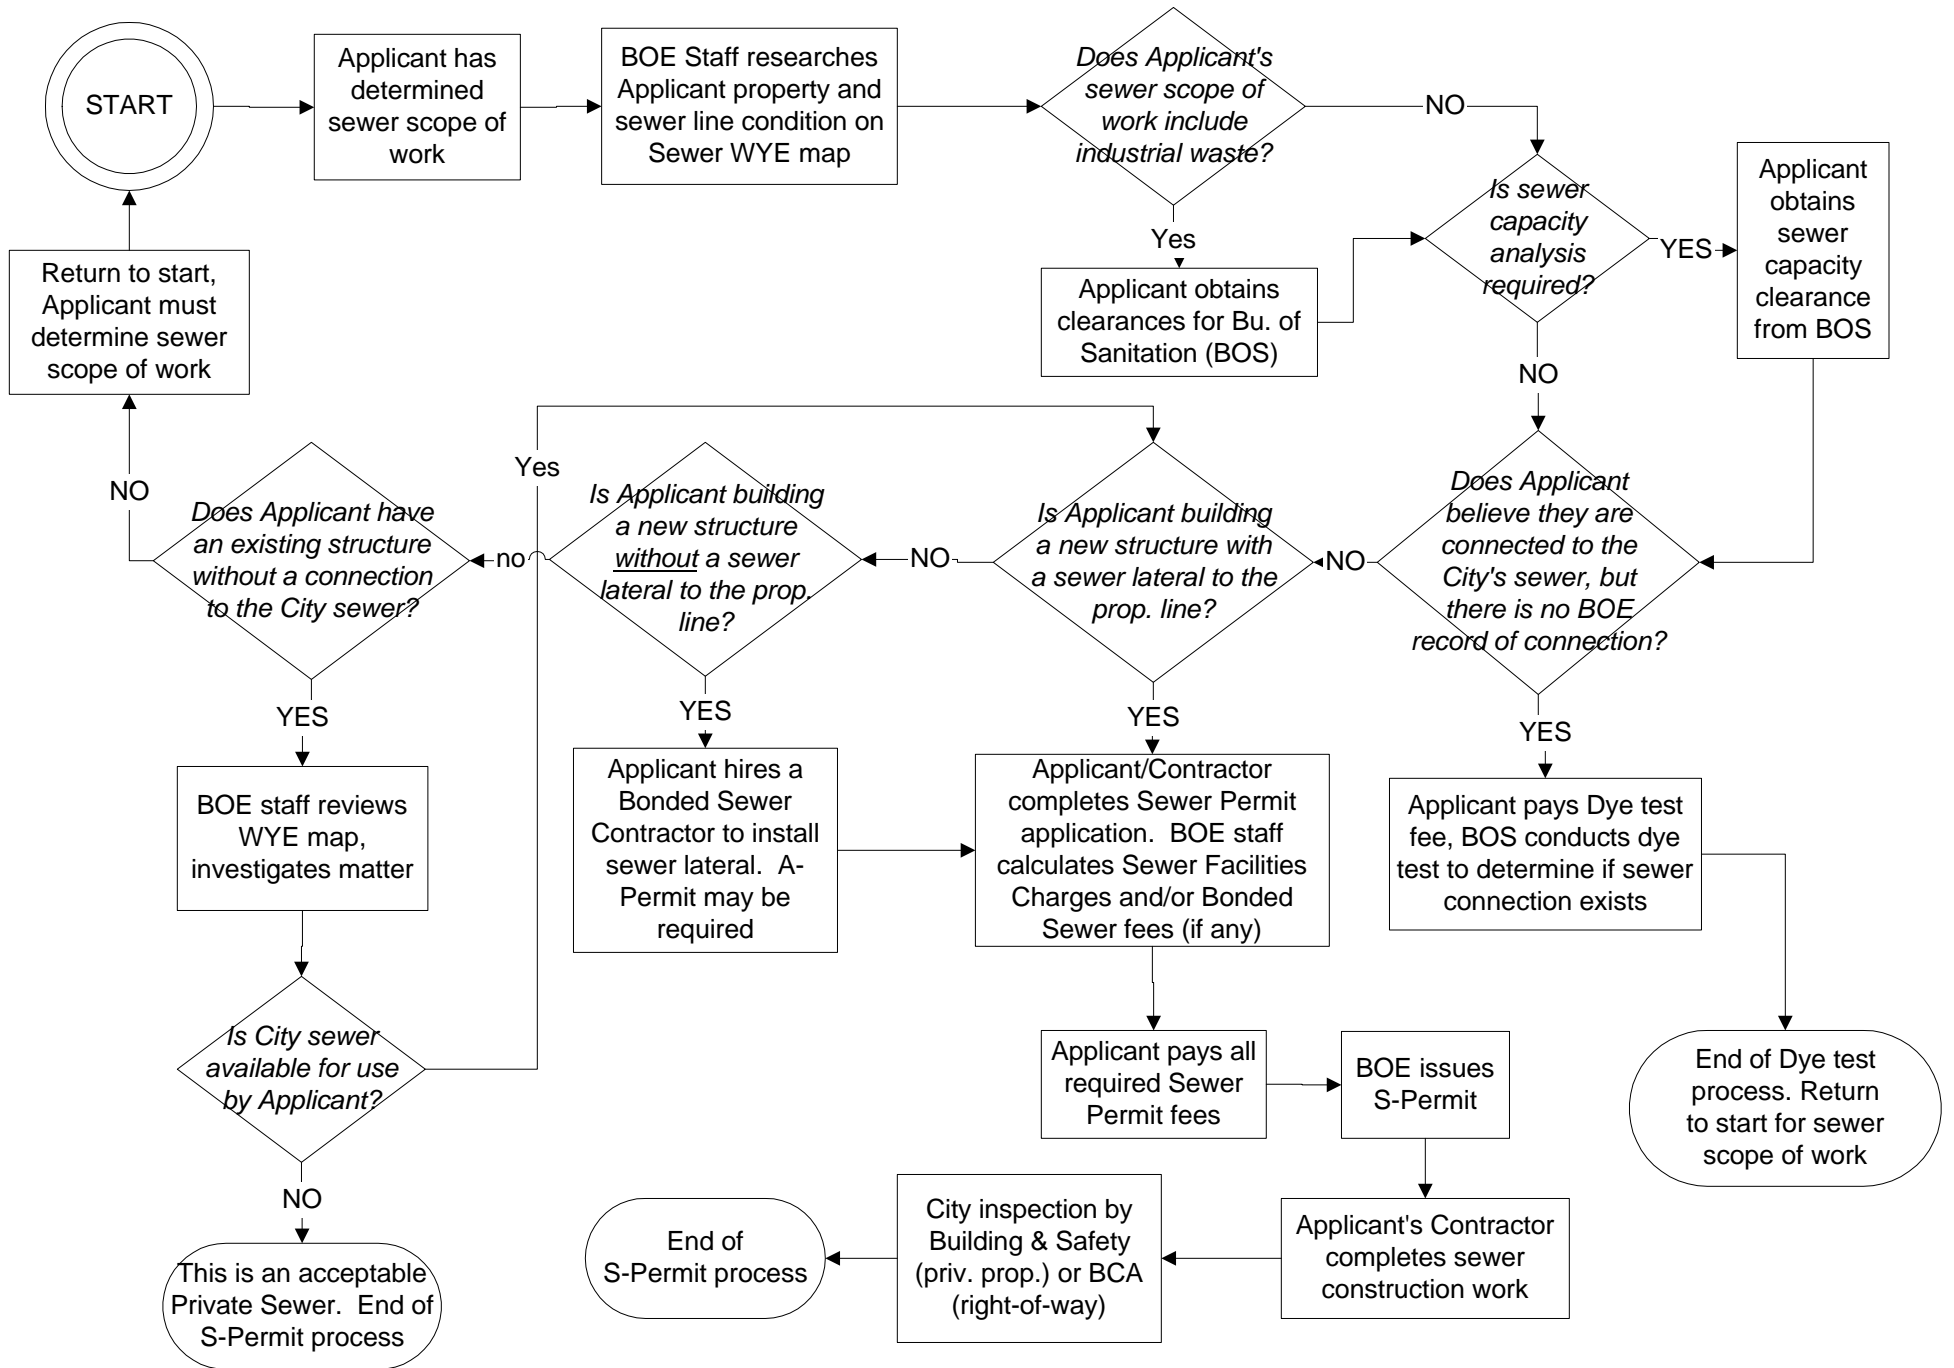 START
Applicant has
determined
sewer scope of
work
BOE Staff researches
Applicant property and
sewer line condition on
Sewer WYE map
Does Applicant's
sewer scope of
work include
industrial waste?
NO
Yes
Applicant obtains
clearances for Bu. of
Sanitation (BOS)
Is sewer
capacity
analysis
required?
YES
Applicant
obtains
sewer
capacity
clearance
from BOS
NO
Return to start,
Applicant must
determine sewer
scope of work
NO
Does Applicant have
an existing structure
without a connection
to the City sewer?
no
Yes
Is Applicant building
a new structure
without a sewer
lateral to the prop.
line?
NO
Is Applicant building
a new structure with
a sewer lateral to the
prop. line?
NO
Does Applicant
believe they are
connected to the
City's sewer, but
there is no BOE
record of connection?
YES
BOE staff reviews
WYE map,
investigates matter
YES
Applicant hires a
Bonded Sewer
Contractor to install
sewer lateral.  A-
Permit may be
required
YES
Applicant/Contractor
completes Sewer Permit
application.  BOE staff
calculates Sewer Facilities
Charges and/or Bonded
Sewer fees (if any)
YES
Applicant pays Dye test
fee, BOS conducts dye
test to determine if sewer
connection exists
Is City sewer
available for use
by Applicant?
Applicant pays all
required Sewer
Permit fees
BOE issues
S-Permit
End of Dye test
process. Return
to start for sewer
scope of work
NO
This is an acceptable
Private Sewer.  End of
S-Permit process
End of
S-Permit process
City inspection by
Building & Safety
(priv. prop.) or BCA
(right-of-way)
Applicant's Contractor
completes sewer
construction work